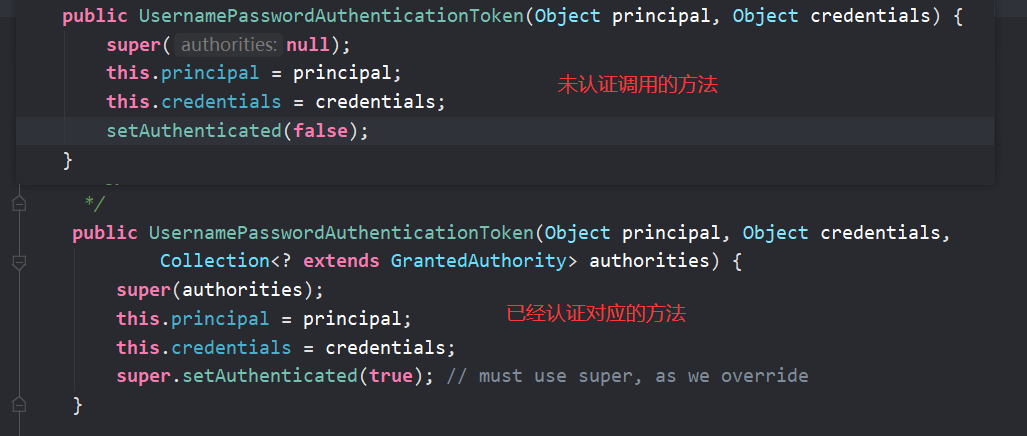 public UsernamePasswordAuthenticationToken(Object principal, Object credentials) {
super( authorities: null);
this.principal = principal;
this.credentials = credentials;
未认证调用的方法
setAuthenticated(false);
}
*/
public UsernamePasswordAuthenticationToken(Object principal, Object credentials,
Collection<? extends GrantedAuthority> authorities) {
super(authorities);
this.principal = principal;
已经认证对应的方法
this.credentials = credentials;
super.setAuthenticated(true); // must use super, as we override
}